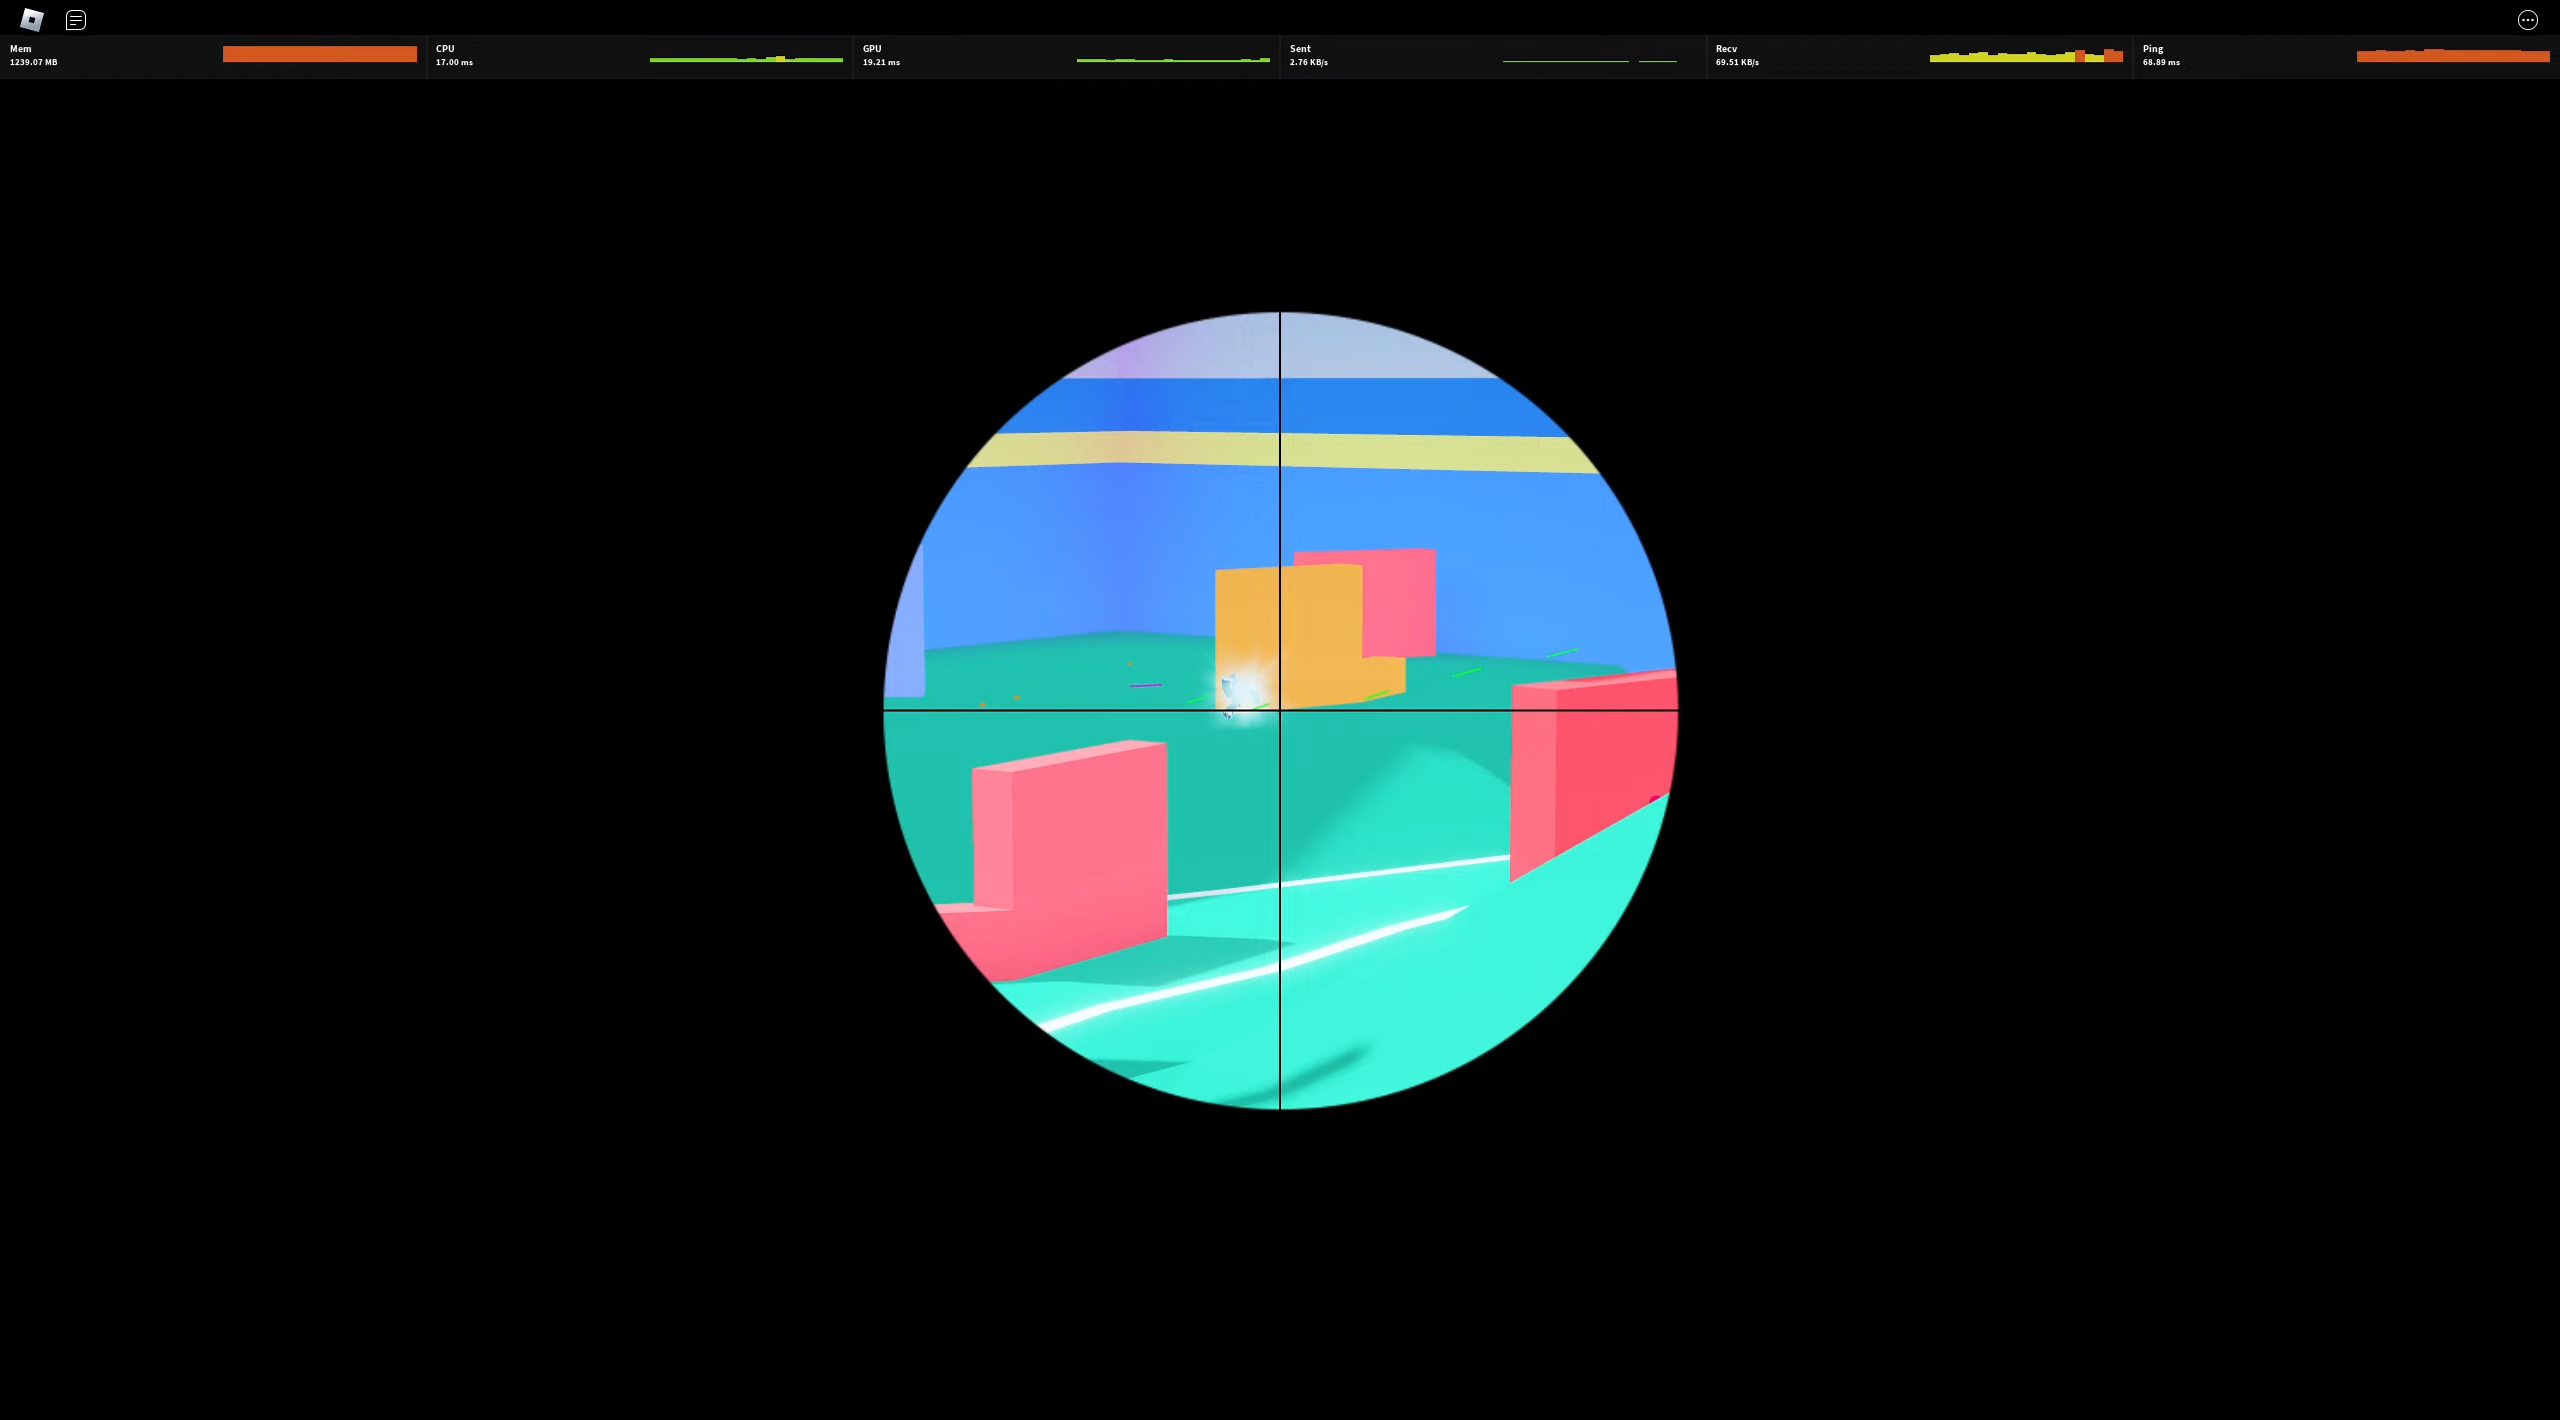 Mem
1239.07 MB
CPU
17.00 ms
GPU
19.21 ms
Sent
2.76 KB/s
Recv
69.51 KB/s
Ping
68.89 ms